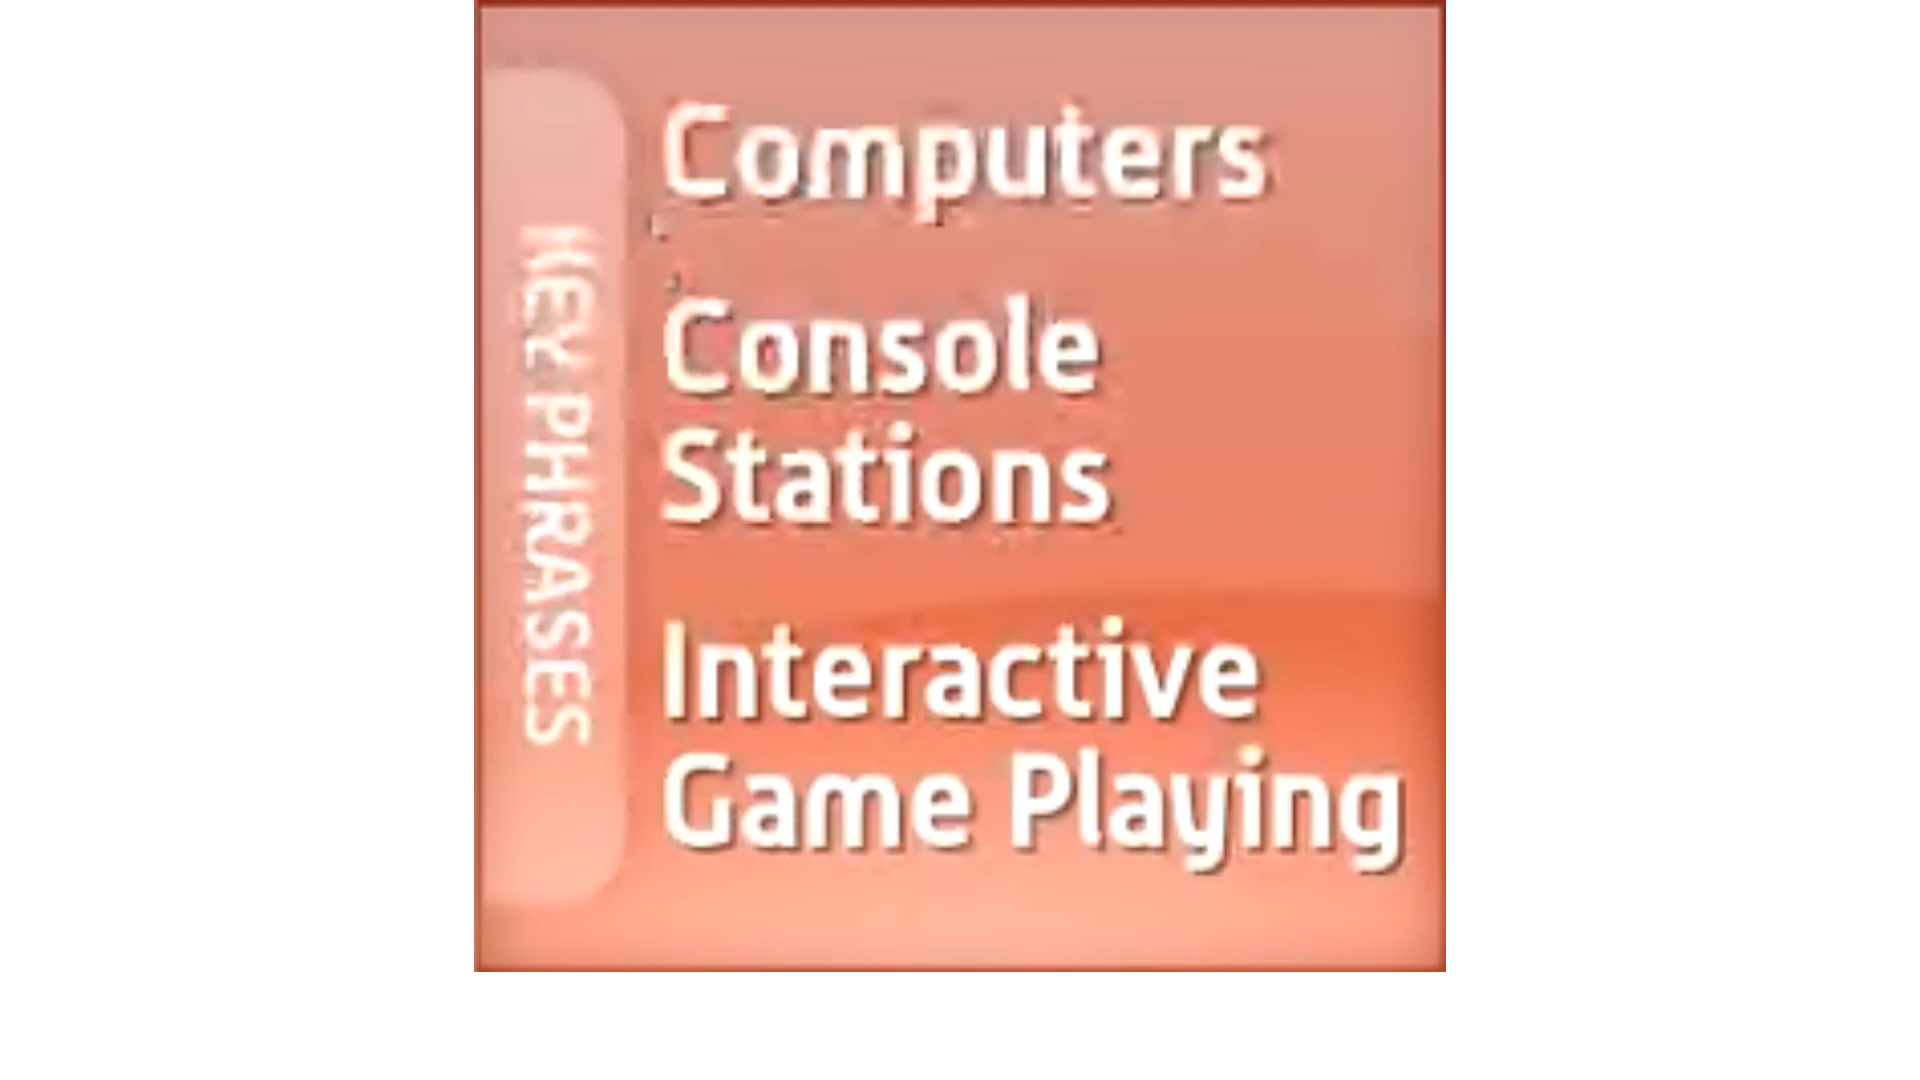 KEY PHRASES
Computers
Console
Stations
Interactive
Game Playing